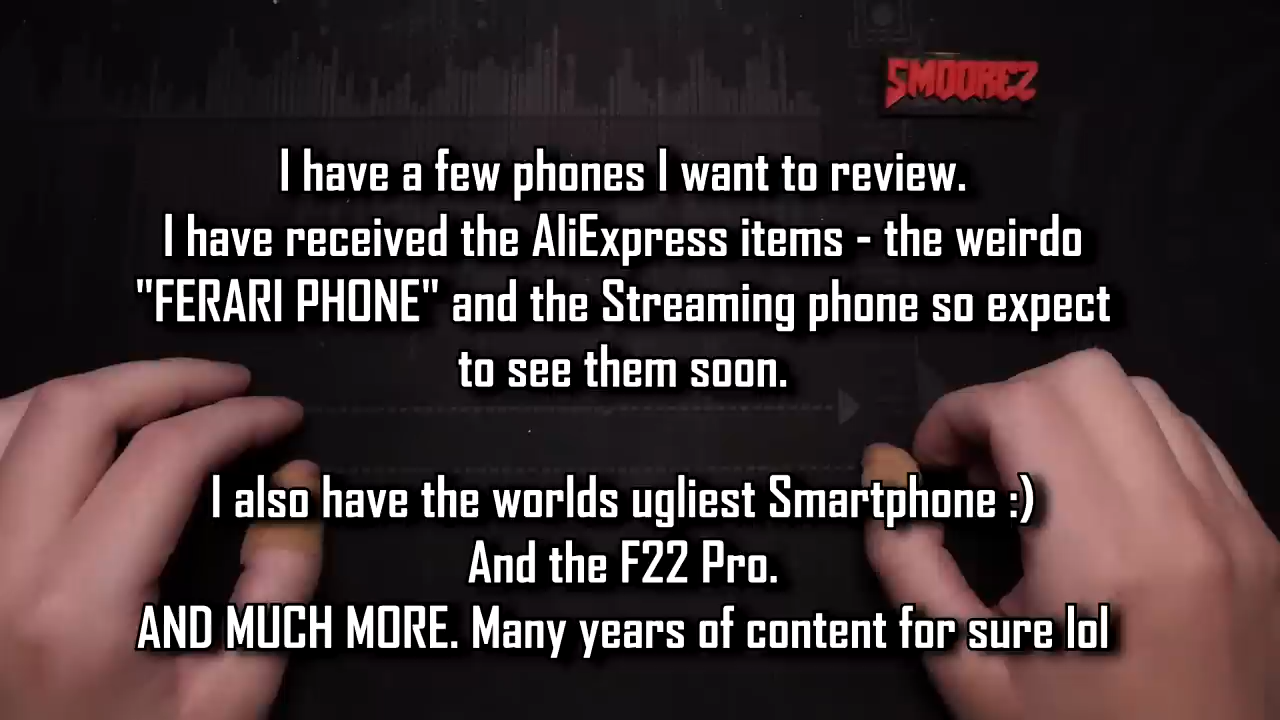 SMOOREZ
I have a few phones I want to review.
I have received the AliExpress items - the weirdo
"FERARI PHONE" and the Streaming phone so expect
to see them soon.
I also have the worlds ugliest Smartphone :)
And the F22 Pro.
AND MUCH MORE. Many years of content for sure lol